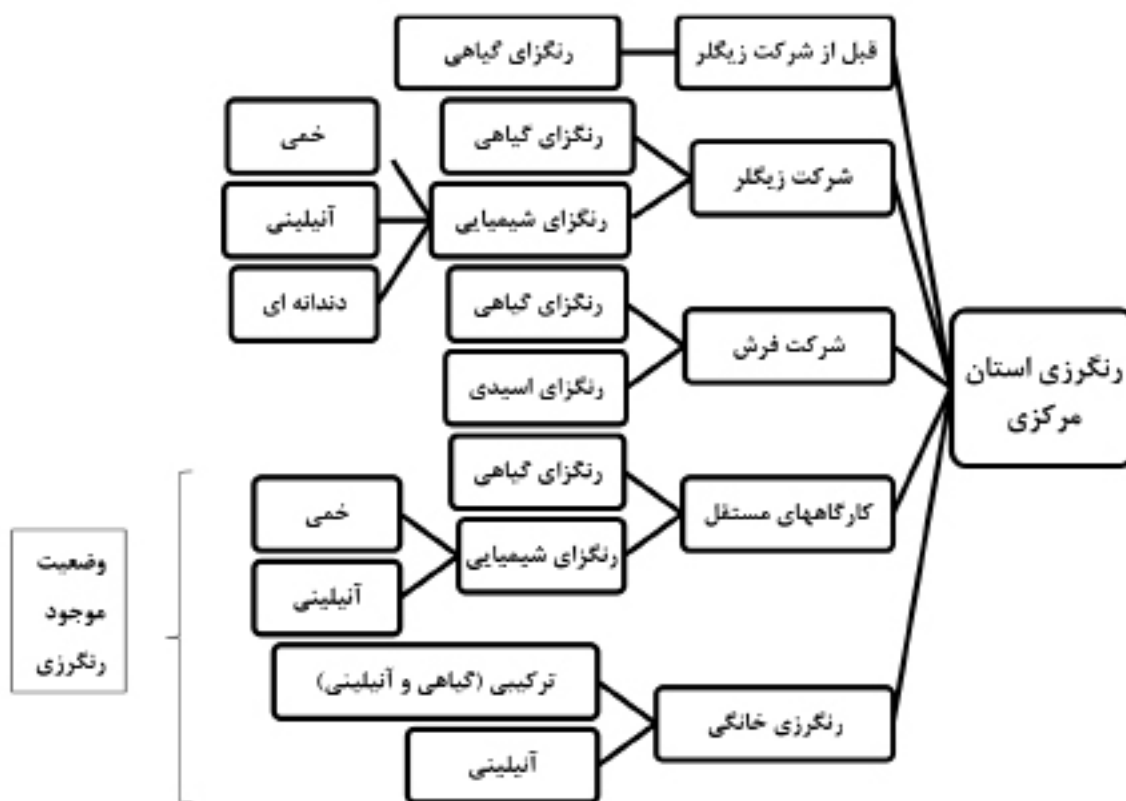 رنگرزی استان
مرکزی
قبل از شرکت زیگلر
رنگزای گیاهی
شرکت زیگلر
رنگزای گیاهی
رنگزای شیمیایی
خمی
آنیلینی
دندانه ای
شرکت فرش
رنگزای گیاهی
رنگزای اسیدی
کارگاههای مستقل
رنگزای گیاهی
رنگزای شیمیایی
خمی
آنیلینی
رنگرزی خانگی
ترکیبی (گیاهی و آنیلینی)
آنیلینی
وضعیت
موجود
رنگرزی